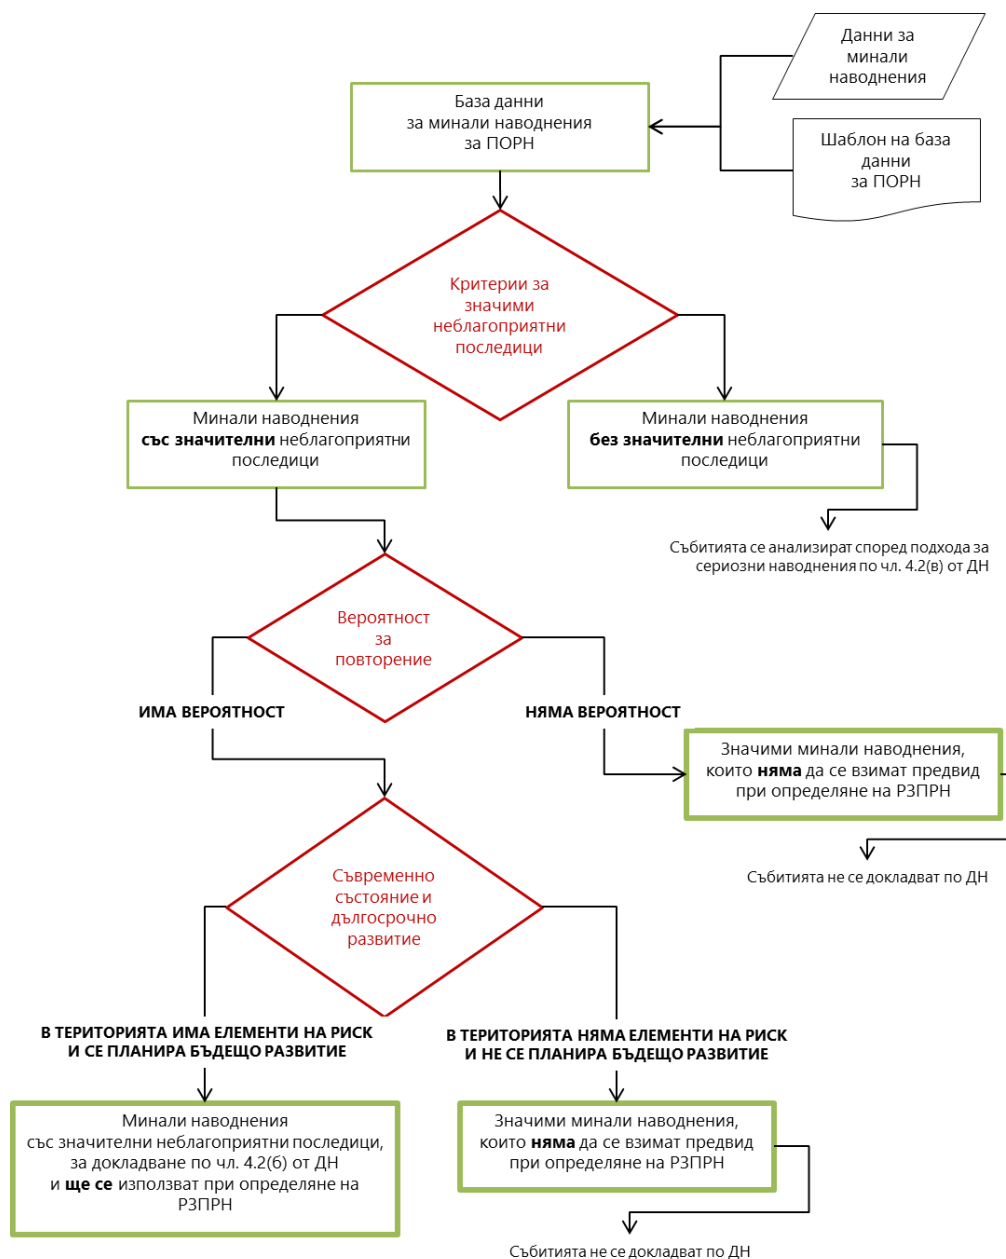 Данни за
минали
наводнения
База данни
за минали наводнения
за ПОРН
Шаблон на база
данни
за ПОРН
Критерии за
значими
неблагоприятни
последици
Минали наводнения
със значителни неблагоприятни
последици
Минали наводнения
без значителни неблагоприятни
последици
Събитията се анализират според подхода за
сериозни наводнения по чл. 4.2(в) от ДН
Вероятност
за
повторение
ИМА ВЕРОЯТНОСТ
НЯМА ВЕРОЯТНОСТ
Значими минали наводнения,
които няма да се взимат предвид
при определяне на РЗПРН
Събитията не се докладват по ДН
Съвременно
състояние и
дългосрочно
развитие
В ТЕРИТОРИЯТА ИМА ЕЛЕМЕНТИ НА РИСК
И СЕ ПЛАНИРА БЪДЕЩО РАЗВИТИЕ
В ТЕРИТОРИЯТА НЯМА ЕЛЕМЕНТИ НА РИСК
И НЕ СЕ ПЛАНИРА БЪДЕЩО РАЗВИТИЕ
Минали наводнения
със значителни неблагоприятни последици,
за докладване по чл. 4.2(б) от ДН
и ще се използват при определяне на
РЗПРН
Значими минали наводнения,
които няма да се взимат предвид
при определяне на РЗПРН
Събитията не се докладват по ДН